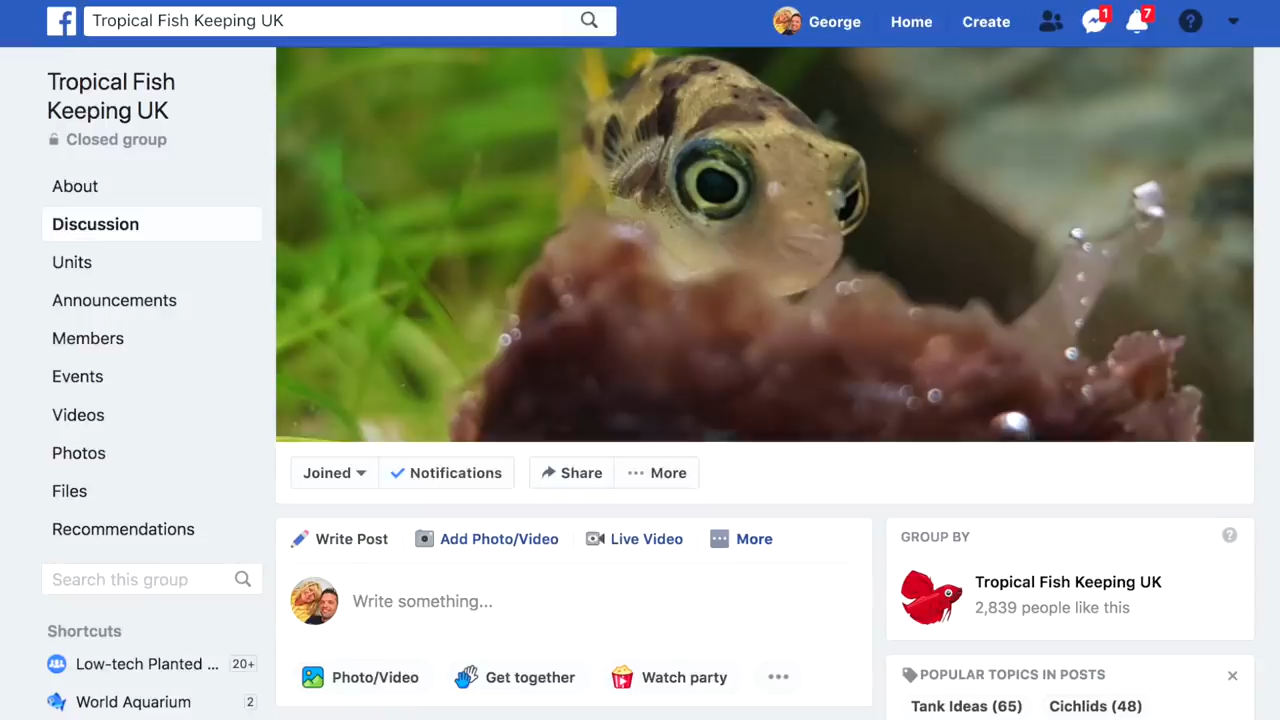 Tropical Fish Keeping UK
George
Home
Create
1
7
?
Tropical Fish
Keeping UK
Closed group
About
Discussion
Units
Announcements
Members
Events
Videos
Photos
Files
Recommendations
Search this group
Shortcuts
Low-tech Planted ... 20+
World Aquarium 2
Joined
Notifications
Share
More
Write Post
Add Photo/Video
Live Video
More
Write something...
Photo/Video
Get together
Watch party
GROUP BY
?
Tropical Fish Keeping UK
2,839 people like this
POPULAR TOPICS IN POSTS
Tank Ideas (65)
Cichlids (48)